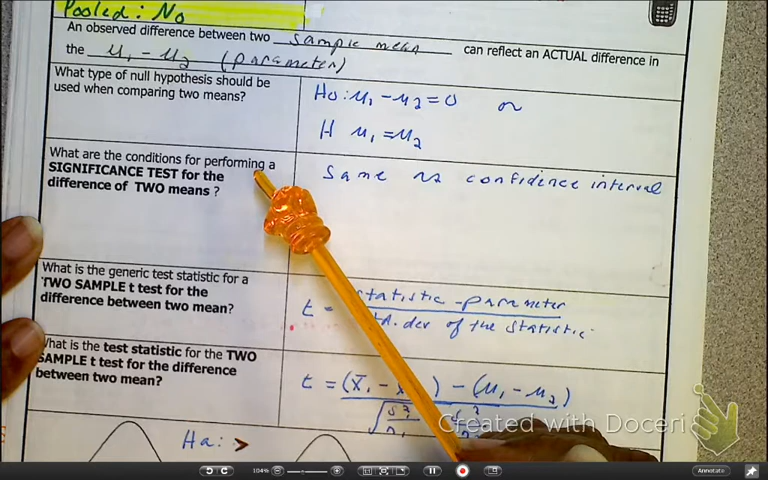 Pooled: No
An observed difference between two sample mean can reflect an ACTUAL difference in
the μ₁ - μ₂ (parameter)
What type of null hypothesis should be
used when comparing two means?
Ho: μ₁ - μ₂ = 0 or
H μ₁ = μ₂
What are the conditions for performing a
SIGNIFICANCE TEST for the
difference of TWO means ?
Same as confidence interval
What is the generic test statistic for a
TWO SAMPLE t test for the
difference between two mean?
t = statistic - parameter
dev of the statistic
What is the test statistic for the TWO
SAMPLE t test for the difference
between two mean?
t = (x̄₁ - ) - (μ₁ - μ₂)
Created with Doceri
Ha: >
104%
Annotate